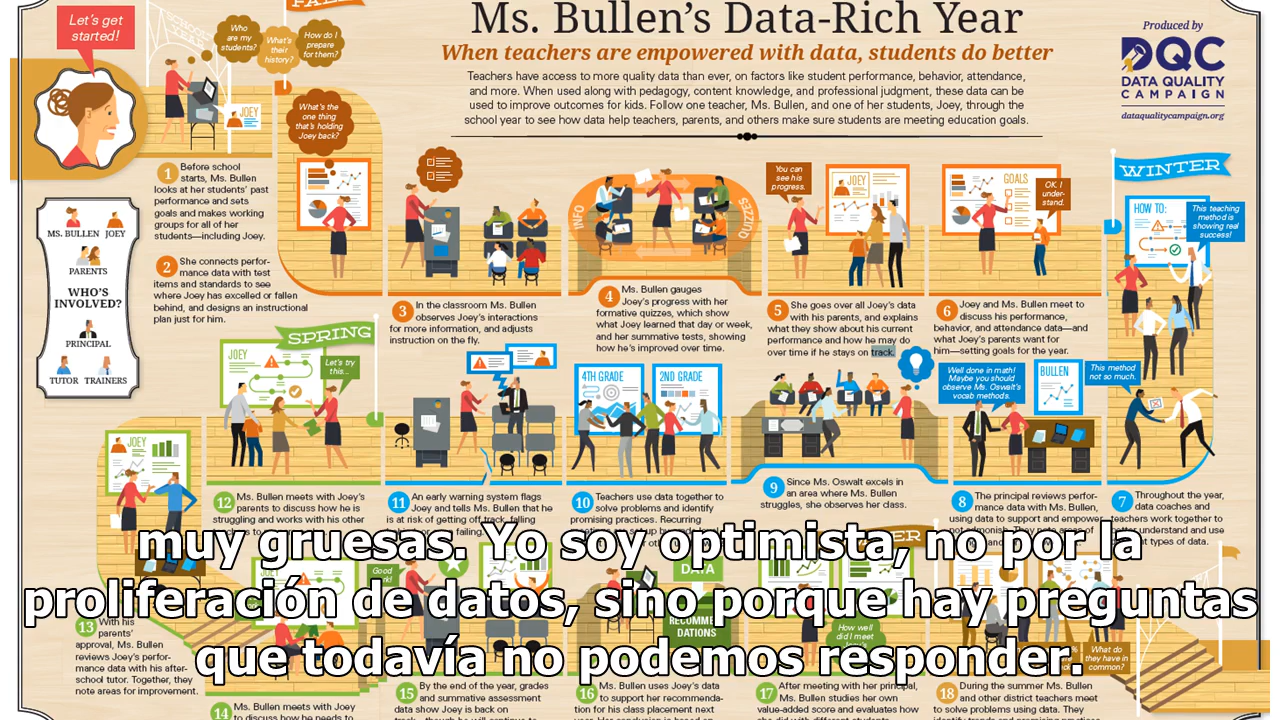 Let's get
started!
SCHOOL
YEAR
FALL
Who
are my
students?
What's
their
history?
How do I
prepare
for them?
Ms. Bullen's Data-Rich Year
When teachers are empowered with data, students do better
Teachers have access to more quality data than ever, on factors like student performance, behavior, attendance,
and more. When used along with pedagogy, content knowledge, and professional judgment, these data can be
used to improve outcomes for kids. Follow one teacher, Ms. Bullen, and one of her students, Joey, through the
school year to see how data help teachers, parents, and others make sure students are meeting education goals.
Produced by
DQC
DATA QUALITY
CAMPAIGN
dataqualitycampaign.org
JOEY
What's the
one thing
that's holding
Joey back?
1 Before school
starts, Ms. Bullen
looks at her students' past
performance and sets
goals and makes working
groups for all of her
students—including Joey.
2 She connects perfor-
mance data with test
items and standards to see
where Joey has excelled or fallen
behind, and designs an instructional
plan just for him.
MS. BULLEN JOEY
PARENTS
WHO'S
INVOLVED?
PRINCIPAL
TUTOR TRAINERS
3 In the classroom Ms. Bullen
observes Joey's interactions
for more information, and adjusts
instruction on the fly.
INFO
QUIZZES
4 Ms. Bullen gauges
Joey's progress with her
formative quizzes, which show
what Joey learned that day or week,
and her summative tests, showing
how he's improved over time.
You can
see his
progress.
JOEY
5 She goes over all Joey's data
with his parents, and explains
what they show about his current
performance and how he may do
over time if he stays on track.
GOALS
OK. I
under-
stand.
6 Joey and Ms. Bullen meet to
discuss his performance,
behavior, and attendance data—and
what Joey's parents want for
him—setting goals for the year.
WINTER
HOW TO:
This teaching
method is
showing real
success!
This method
not so much.
7 Throughout the year,
data coaches and
teachers work together to
understand and use
types of data.
Well done in math!
Maybe you should
observe Ms. Oswalt's
vocab methods.
BULLEN
8 The principal reviews perfor-
mance data with Ms. Bullen,
using data to support and empower,
9 Since Ms. Oswalt excels in
an area where Ms. Bullen
struggles, she observes her class.
4TH GRADE
2ND GRADE
10 Teachers use data together to
solve problems and identify
promising practices. Recurring
11 An early warning system flags
Joey and tells Ms. Bullen that he
is at risk of getting off track, falling
failing.
SPRING
JOEY
Let's try
this...
12 Ms. Bullen meets with Joey's
parents to discuss how he is
struggling and works with his other
JOEY
13 With his
parents'
approval, Ms. Bullen
reviews Joey's perfor-
mance data with his after-
school tutor. Together, they
note areas for improvement.
JOEY
Good
work!
DATA
RECOMMEN
DATIONS
How well
did I meet
What do
they have in
common?
muy gruesas. Yo soy optimista, no por la
proliferación de datos, sino porque hay preguntas
que todavía no podemos responder.
14 Ms. Bullen meets with Joey
to discuss how he needs to
15 By the end of the year, grades
and summative assessment
data show Joey is back on
16 Ms. Bullen uses Joey's data
to support her recommenda-
tion for his class placement next
17 After meeting with her principal,
Ms. Bullen studies her own
value-added score and evaluates how
18 During the summer Ms. Bullen
and other district teachers meet
to solve problems using data. They